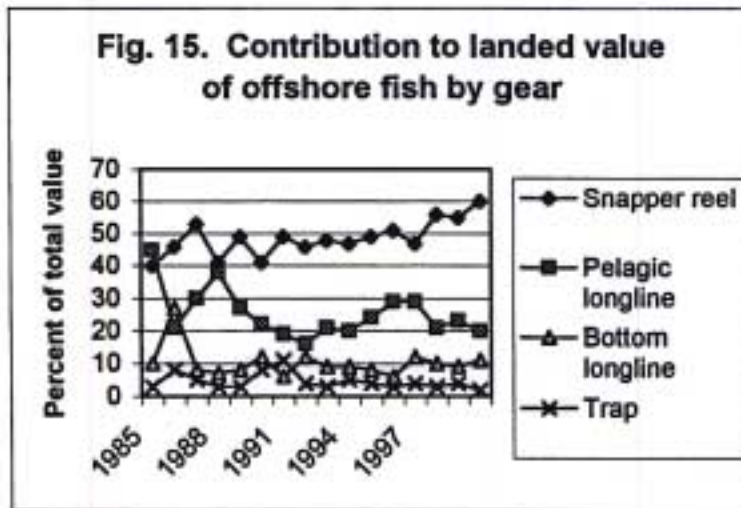 Fig. 15. Contribution to landed value
of offshore fish by gear
Percent of total value
70
60
50
40
30
20
10
0
1985
1988
1991
1994
1997
Snapper reel
Pelagic
longline
Bottom
longline
Trap